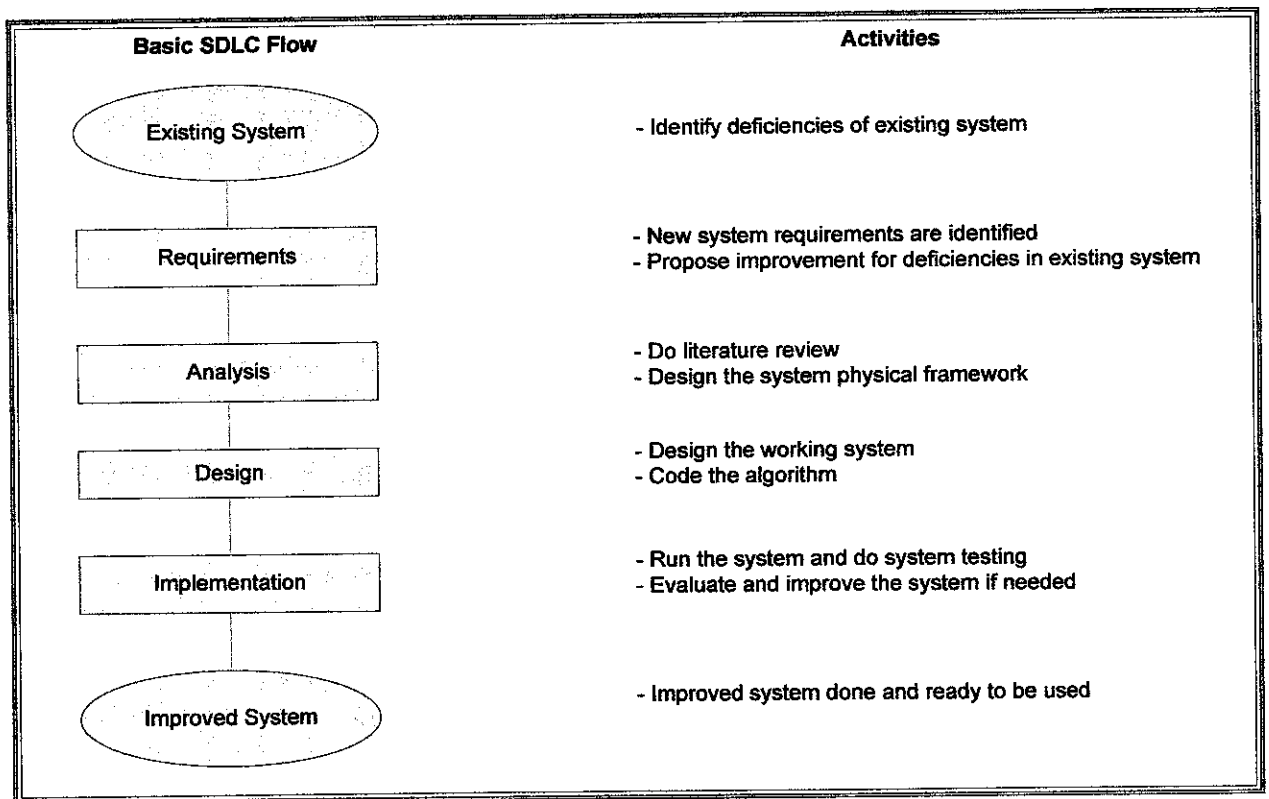 Basic SDLC Flow
Activities
Existing System
- Identify deficiencies of existing system
Requirements
- New system requirements are identified
- Propose improvement for deficiencies in existing system
Analysis
- Do literature review
- Design the system physical framework
Design
- Design the working system
- Code the algorithm
Implementation
- Run the system and do system testing
- Evaluate and improve the system if needed
Improved System
- Improved system done and ready to be used